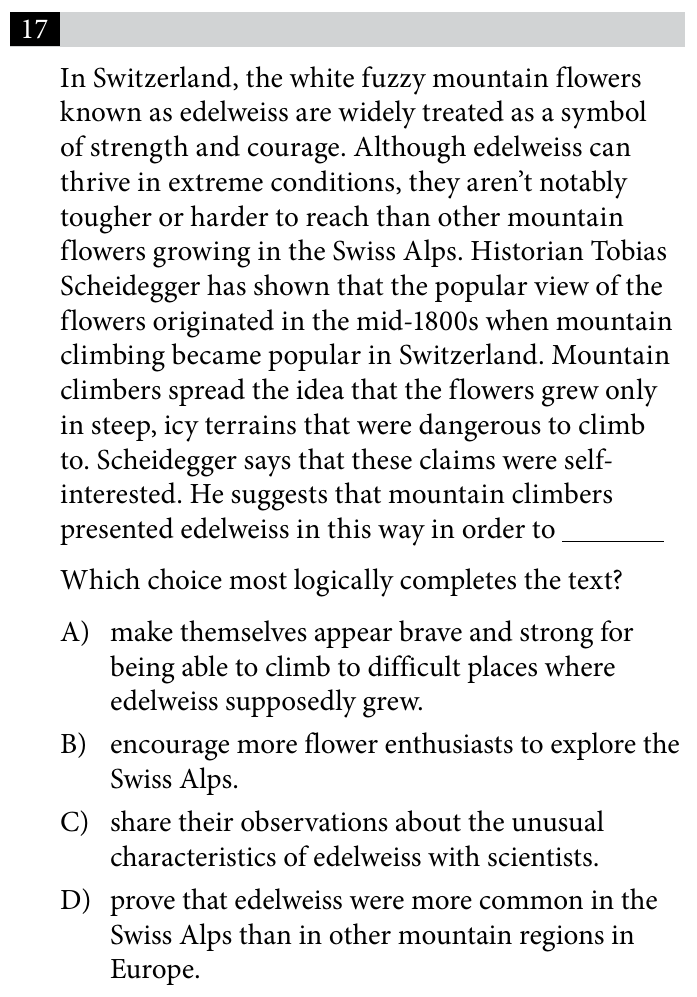 17
In Switzerland, the white fuzzy mountain flowers
known as edelweiss are widely treated as a symbol
of strength and courage. Although edelweiss can
thrive in extreme conditions, they aren’t notably
tougher or harder to reach than other mountain
flowers growing in the Swiss Alps. Historian Tobias
Scheidegger has shown that the popular view of the
flowers originated in the mid-1800s when mountain
climbing became popular in Switzerland. Mountain
climbers spread the idea that the flowers grew only
in steep, icy terrains that were dangerous to climb
to. Scheidegger says that these claims were self-
interested. He suggests that mountain climbers
presented edelweiss in this way in order to _______
Which choice most logically completes the text?
A) make themselves appear brave and strong for
being able to climb to difficult places where
edelweiss supposedly grew.
B) encourage more flower enthusiasts to explore the
Swiss Alps.
C) share their observations about the unusual
characteristics of edelweiss with scientists.
D) prove that edelweiss were more common in the
Swiss Alps than in other mountain regions in
Europe.